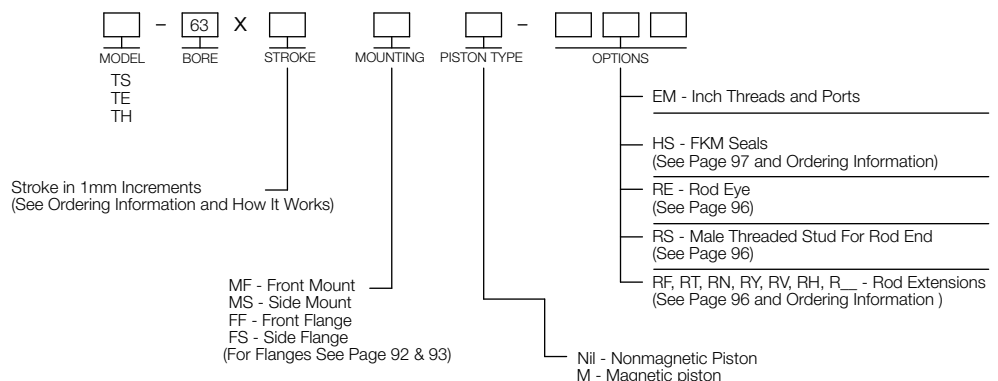 - 63 X -
MODEL BORE STROKE MOUNTING PISTON TYPE OPTIONS
TS
TE
TH
EM - Inch Threads and Ports
HS - FKM Seals
(See Page 97 and Ordering Information)
Stroke in 1mm Increments
(See Ordering Information and How It Works)
RE - Rod Eye
(See Page 96)
RS - Male Threaded Stud For Rod End
(See Page 96)
RF, RT, RN, RY, RV, RH, R__ - Rod Extensions
(See Page 96 and Ordering Information )
MF - Front Mount
MS - Side Mount
FF - Front Flange
FS - Side Flange
(For Flanges See Page 92 & 93)
Nil - Nonmagnetic Piston
M - Magnetic piston